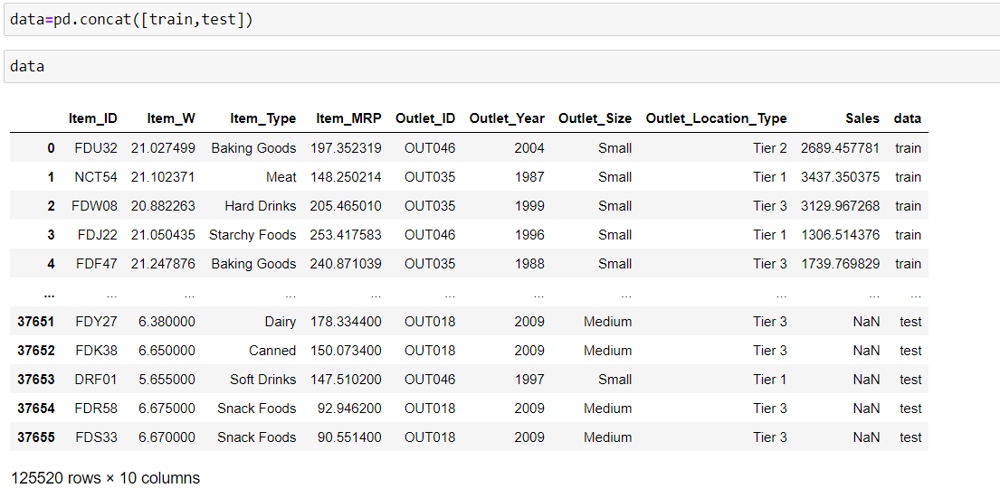 data=pd.concat([train,test])
data
Item_ID Item_W Item_Type Item_MRP Outlet_ID Outlet_Year Outlet_Size Outlet_Location_Type Sales data
0 FDU32 21.027499 Baking Goods 197.352319 OUT046 2004 Small Tier 2 2689.457781 train
1 NCT54 21.102371 Meat 148.250214 OUT035 1987 Small Tier 1 3437.350375 train
2 FDW08 20.882263 Hard Drinks 205.465010 OUT035 1999 Small Tier 3 3129.967268 train
3 FDJ22 21.050435 Starchy Foods 253.417583 OUT046 1996 Small Tier 1 1306.514376 train
4 FDF47 21.247876 Baking Goods 240.871039 OUT035 1988 Small Tier 3 1739.769829 train
... ... ... ... ... ... ... ... ... ... ...
37651 FDY27 6.380000 Dairy 178.334400 OUT018 2009 Medium Tier 3 NaN test
37652 FDK38 6.650000 Canned 150.073400 OUT018 2009 Medium Tier 3 NaN test
37653 DRF01 5.655000 Soft Drinks 147.510200 OUT046 1997 Small Tier 1 NaN test
37654 FDR58 6.675000 Snack Foods 92.946200 OUT018 2009 Medium Tier 3 NaN test
37655 FDS33 6.670000 Snack Foods 90.551400 OUT018 2009 Medium Tier 3 NaN test
125520 rows × 10 columns